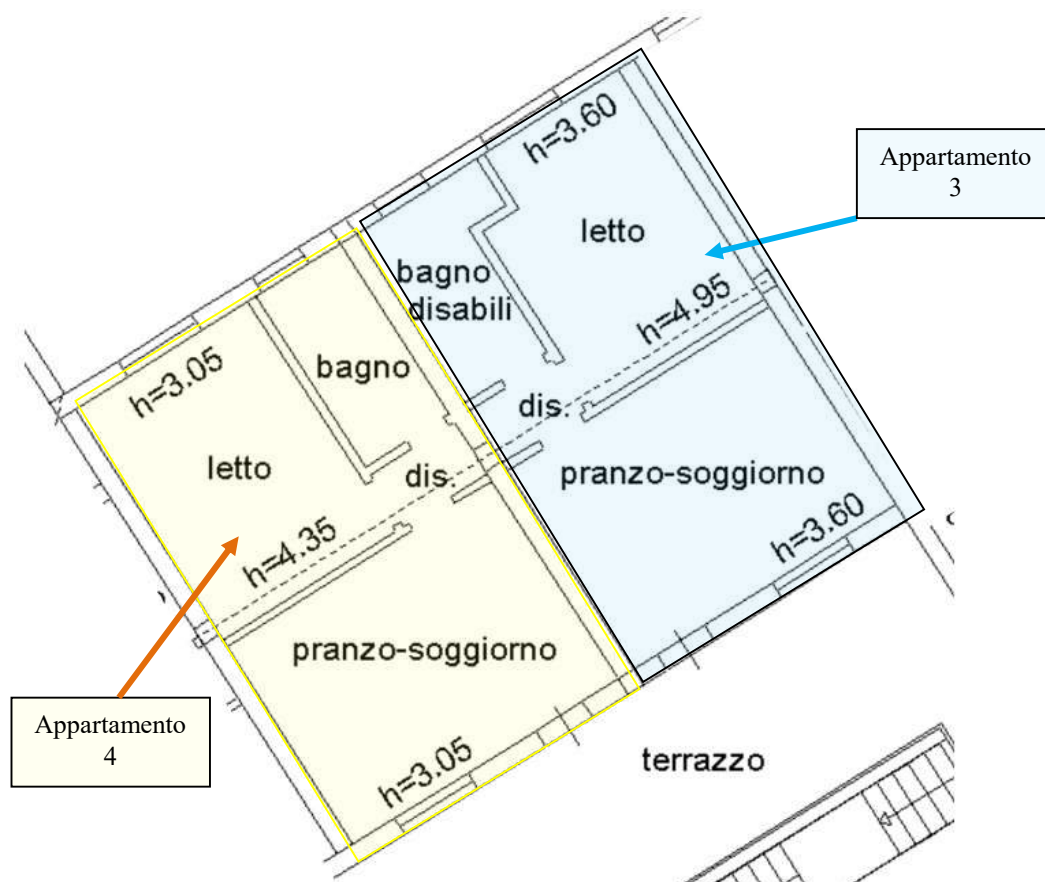 h=3.60
Appartamento
3
letto
bagno
disabili
h=4.95
h=3.05
bagno
dis.
letto
dis.
pranzo-soggiorno
h=4.35
h=3.60
pranzo-soggiorno
Appartamento
4
h=3.05
terrazzo